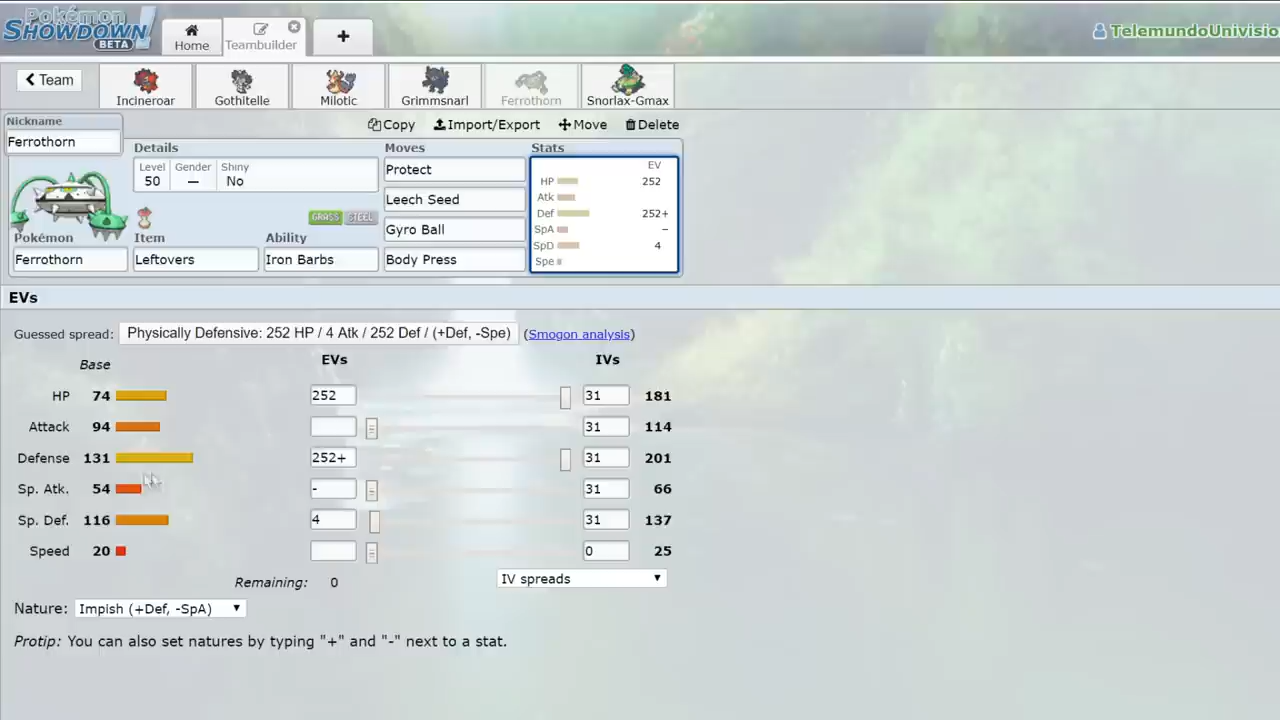 Pokémon
SHOWDOWN!
BETA
Home
Teambuilder
+
TelemundoUnivisio
Team
Incineroar
Gothitelle
Milotic
Grimmsnarl
Ferrothorn
Snorlax-Gmax
Nickname
Ferrothorn
Copy
Import/Export
Move
Delete
Details
Level
50
Gender
—
Shiny
No
GRASS STEEL
Pokémon
Ferrothorn
Item
Leftovers
Ability
Iron Barbs
Moves
Protect
Leech Seed
Gyro Ball
Body Press
Stats
EV
HP 252
Atk
Def 252+
SpA –
SpD 4
Spe
EVs
Guessed spread: Physically Defensive: 252 HP / 4 Atk / 252 Def / (+Def, -Spe) (Smogon analysis)
Base EVs IVs
HP 74 252 31 181
Attack 94 31 114
Defense 131 252+ 31 201
Sp. Atk. 54 - 31 66
Sp. Def. 116 4 31 137
Speed 20 0 25
Remaining: 0
IV spreads
Nature: Impish (+Def, -SpA)
Protip: You can also set natures by typing "+" and "-" next to a stat.